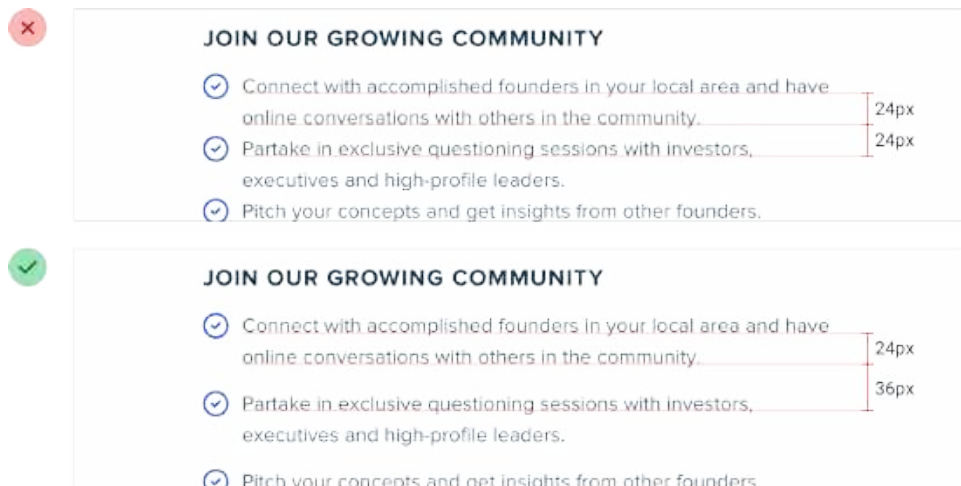 JOIN OUR GROWING COMMUNITY
Connect with accomplished founders in your local area and have
24px
online conversations with others in the community.
24px
Partake in exclusive questioning sessions with investors,
executives and high-profile leaders.
Pitch your concepts and get insights from other founders.
JOIN OUR GROWING COMMUNITY
Connect with accomplished founders in your local area and have
24px
online conversations with others in the community.
36px
Partake in exclusive questioning sessions with investors,
executives and high-profile leaders.
Pitch your concepts and get insights from other founders